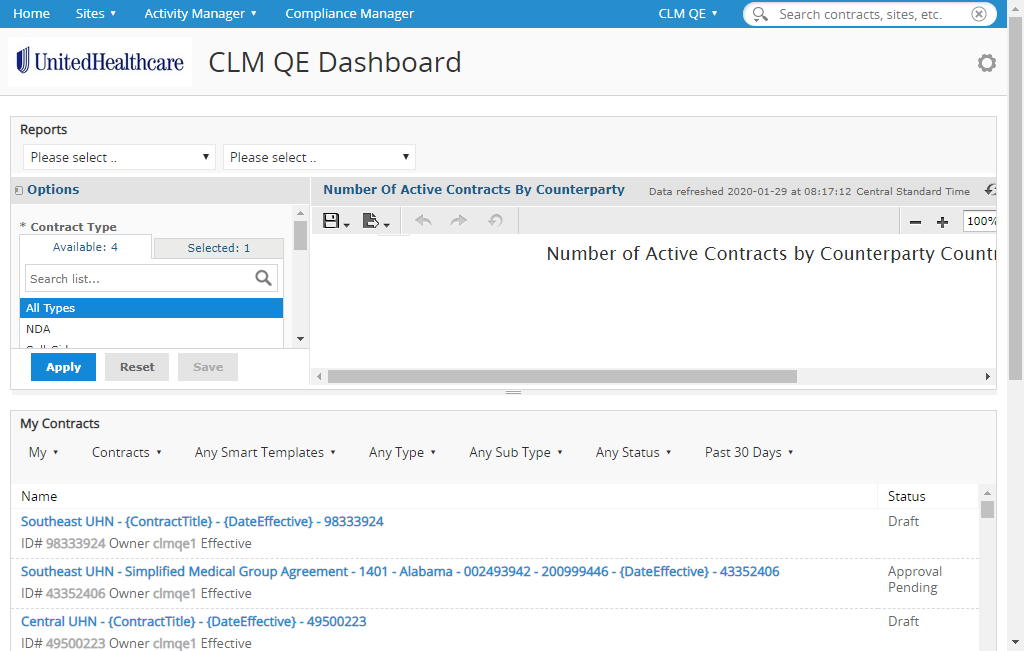 Home Sites Activity Manager Compliance Manager CLM QE Search contracts, sites, etc.
UnitedHealthcare CLM QE Dashboard
Reports
Please select .. Please select ..
Options
Number Of Active Contracts By Counterparty Data refreshed 2020-01-29 at 08:17:12 Central Standard Time
* Contract Type
Available: 4 Selected: 1
Search list...
All Types
NDA
Apply Reset Save
100%
Number of Active Contracts by Counterparty Countr
My Contracts
My Contracts Any Smart Templates Any Type Any Sub Type Any Status Past 30 Days
Name Status
Southeast UHN - {ContractTitle} - {DateEffective} - 98333924 Draft
ID# 98333924 Owner clmqe1 Effective
Southeast UHN - Simplified Medical Group Agreement - 1401 - Alabama - 002493942 - 200999446 - {DateEffective} - 43352406 Approval
Pending
ID# 43352406 Owner clmqe1 Effective
Central UHN - {ContractTitle} - {DateEffective} - 49500223 Draft
ID# 49500223 Owner clmqe1 Effective